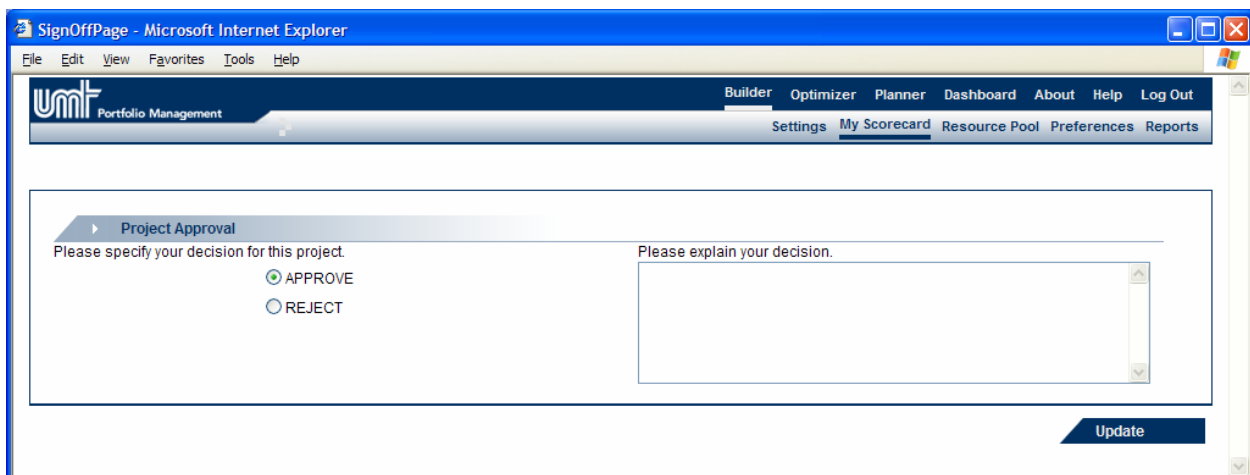 SignOffPage - Microsoft Internet Explorer
File Edit View Favorites Tools Help
umt Portfolio Management
Builder Optimizer Planner Dashboard About Help Log Out
Settings My Scorecard Resource Pool Preferences Reports
Project Approval
Please specify your decision for this project.
APPROVE
REJECT
Please explain your decision.
Update